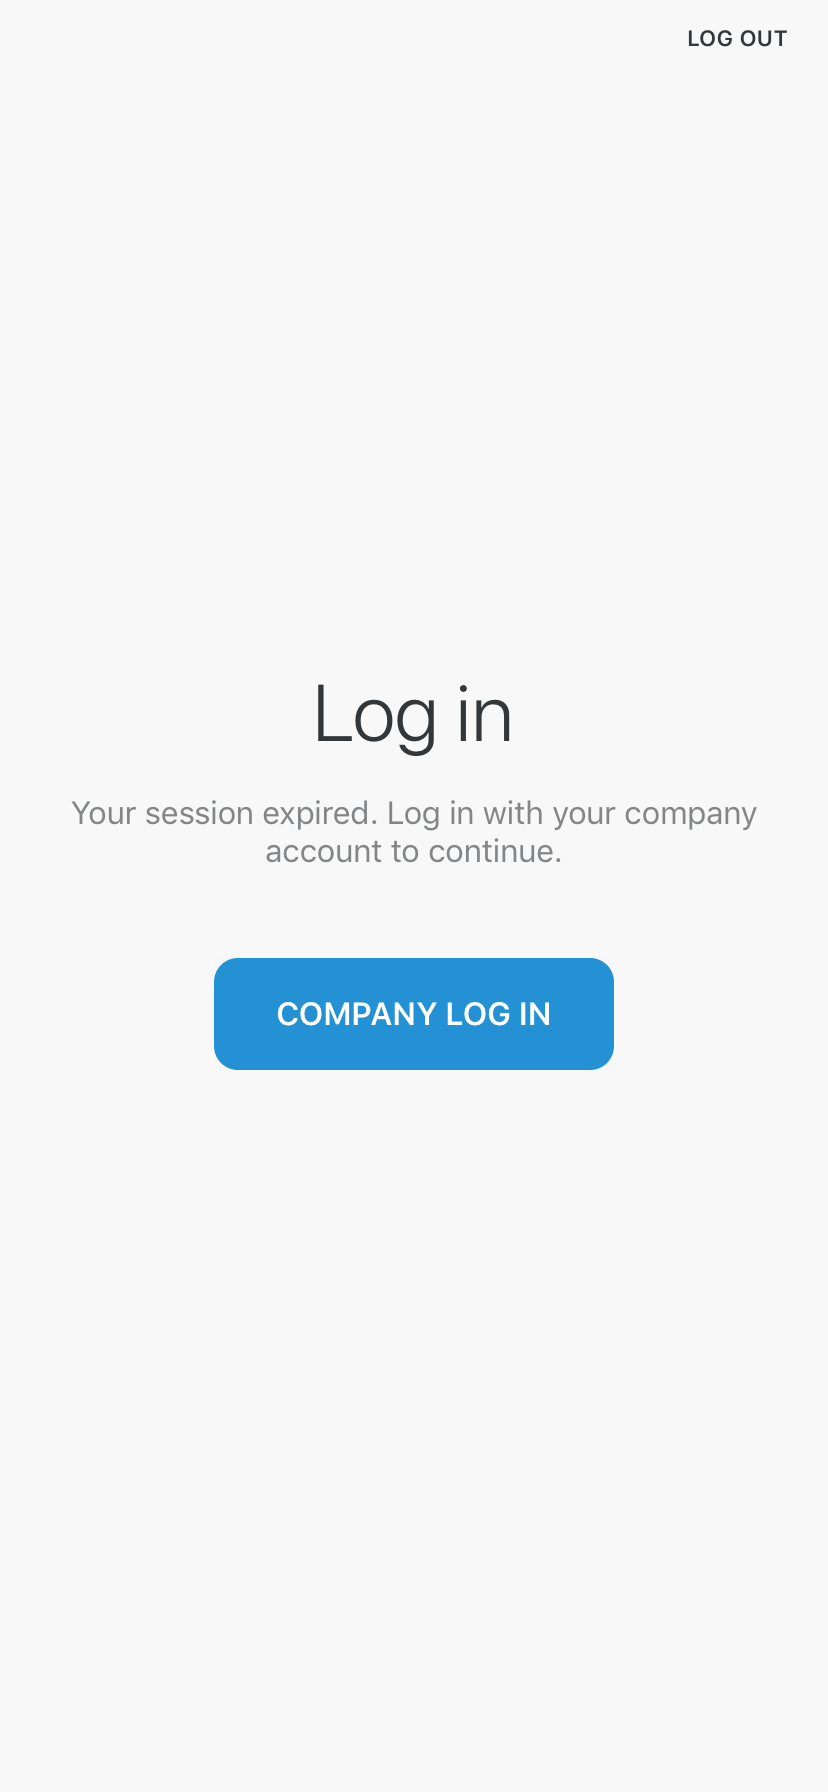 LOG OUT
Log in
Your session expired. Log in with your company
account to continue.
COMPANY LOG IN